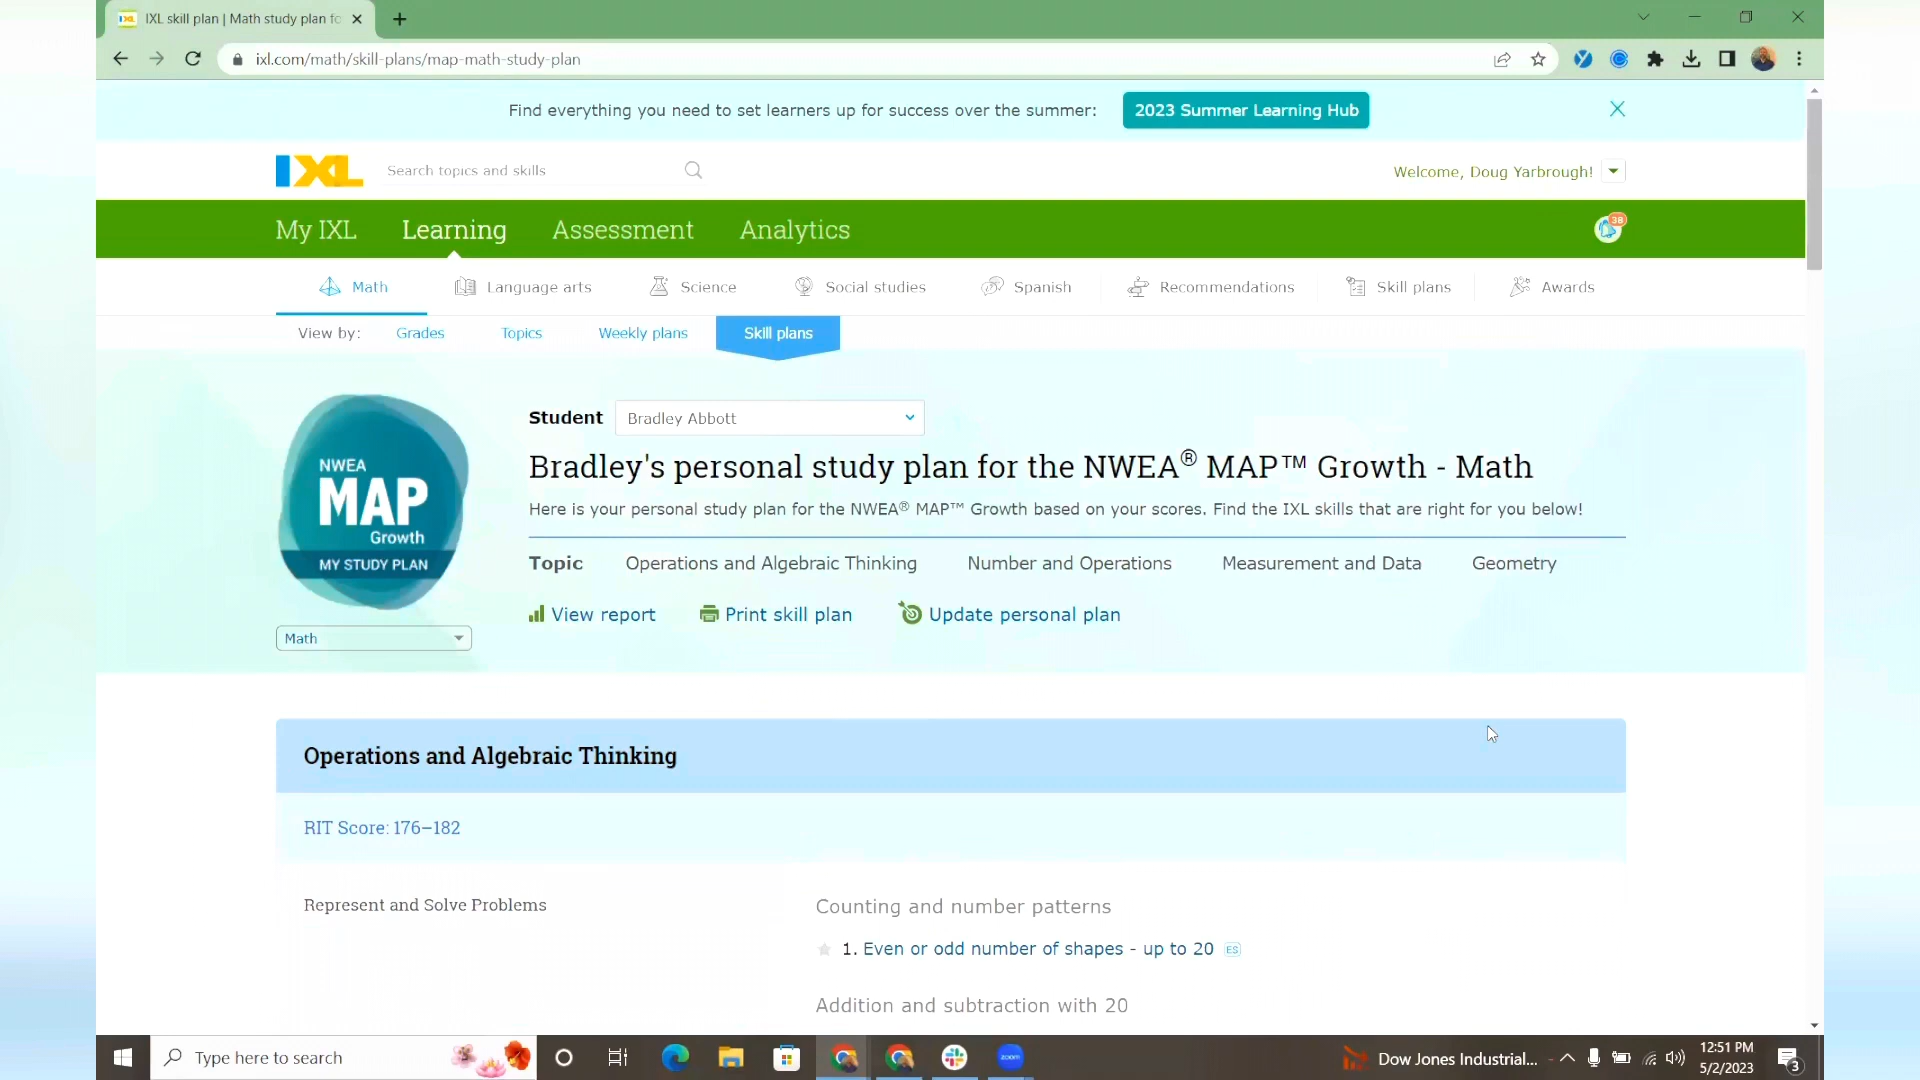 IXL skill plan | Math study plan fo
ixl.com/math/skill-plans/map-math-study-plan
Find everything you need to set learners up for success over the summer: 2023 Summer Learning Hub
IXL Search topics and skills Welcome, Doug Yarbrough!
My IXL Learning Assessment Analytics 38
Math Language arts Science Social studies Spanish Recommendations Skill plans Awards
View by: Grades Topics Weekly plans Skill plans
Student Bradley Abbott
Bradley's personal study plan for the NWEA® MAP™ Growth - Math
Here is your personal study plan for the NWEA® MAP™ Growth based on your scores. Find the IXL skills that are right for you below!
NWEA
MAP
Growth
MY STUDY PLAN
Topic Operations and Algebraic Thinking Number and Operations Measurement and Data Geometry
View report Print skill plan Update personal plan
Math
Operations and Algebraic Thinking
RIT Score: 176–182
Represent and Solve Problems
Counting and number patterns
1. Even or odd number of shapes - up to 20 ES
Addition and subtraction with 20
Type here to search
zoom
Dow Jones Industrial...
12:51 PM
5/2/2023
3